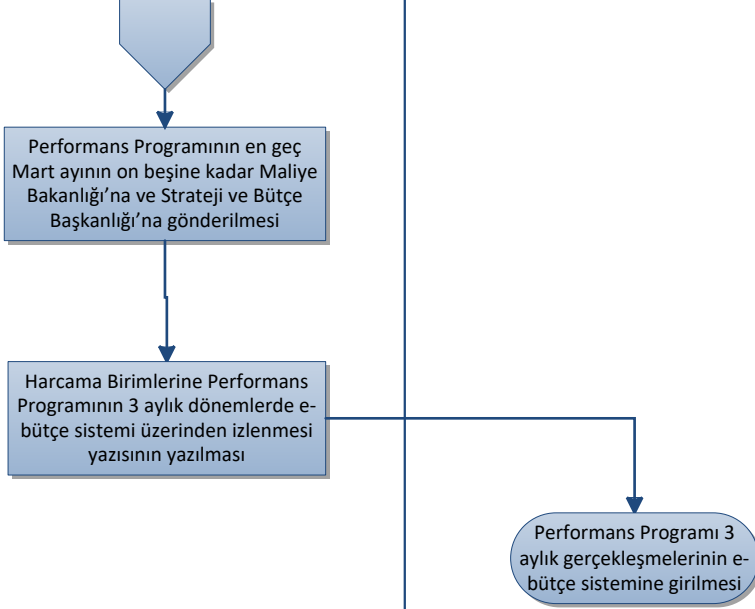 Performans Programının en geç
Mart ayının on beşine kadar Maliye
Bakanlığı’na ve Strateji ve Bütçe
Başkanlığı’na gönderilmesi
Harcama Birimlerine Performans
Programının 3 aylık dönemlerde e-
bütçe sistemi üzerinden izlenmesi
yazısının yazılması
Performans Programı 3
aylık gerçekleşmelerinin e-
bütçe sistemine girilmesi